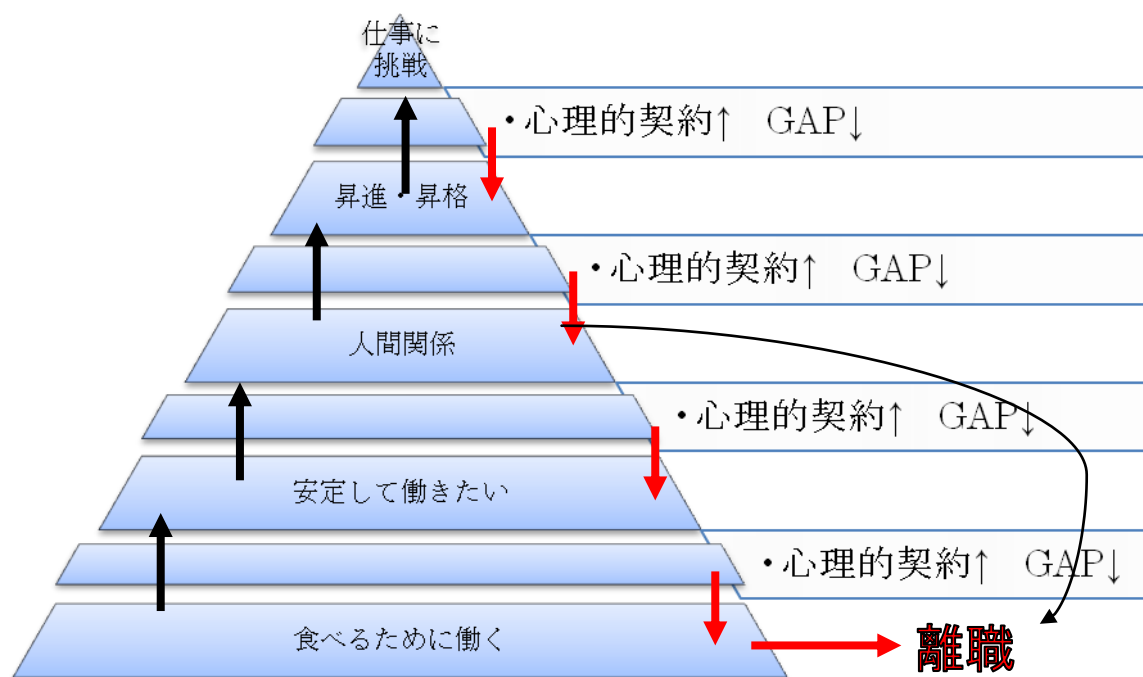 仕事に
挑戦
・心理的契約↑ GAP↓
昇進・昇格
・心理的契約↑ GAP↓
人間関係
・心理的契約↑ GAP↓
安定して働きたい
・心理的契約↑ GAP↓
食べるために働く
離職